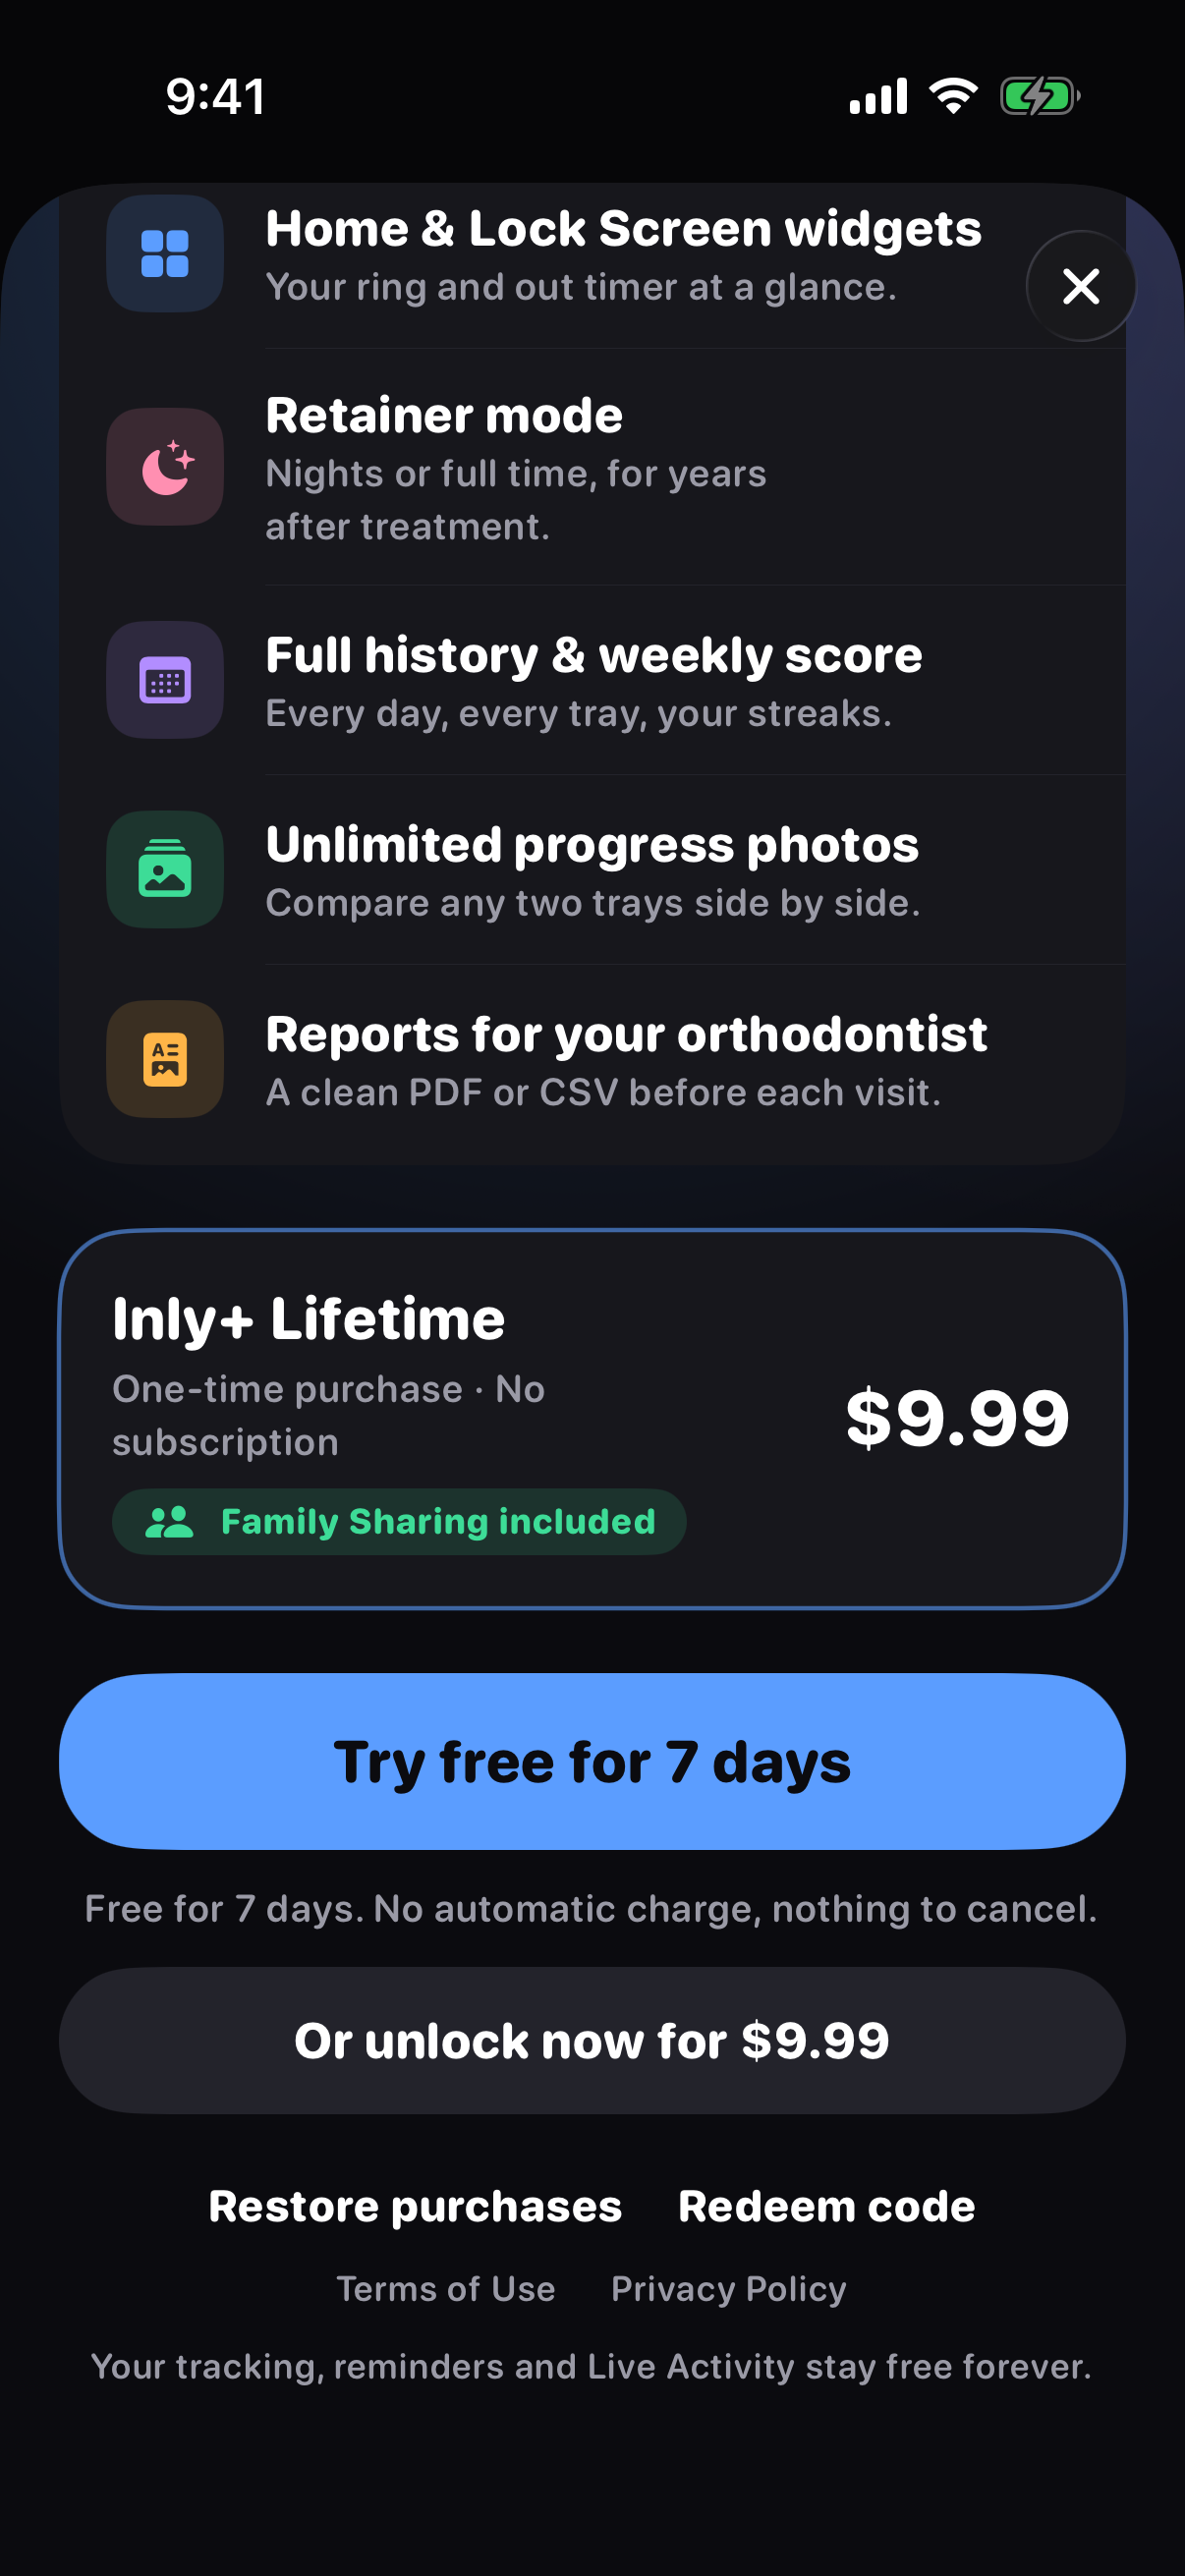 9:41
Home & Lock Screen widgets
Your ring and out timer at a glance.
Retainer mode
Nights or full time, for years
after treatment.
Full history & weekly score
Every day, every tray, your streaks.
Unlimited progress photos
Compare any two trays side by side.
Reports for your orthodontist
A clean PDF or CSV before each visit.
Inly+ Lifetime
One-time purchase · No
subscription
$9.99
Family Sharing included
Try free for 7 days
Free for 7 days. No automatic charge, nothing to cancel.
Or unlock now for $9.99
Restore purchases Redeem code
Terms of Use Privacy Policy
Your tracking, reminders and Live Activity stay free forever.